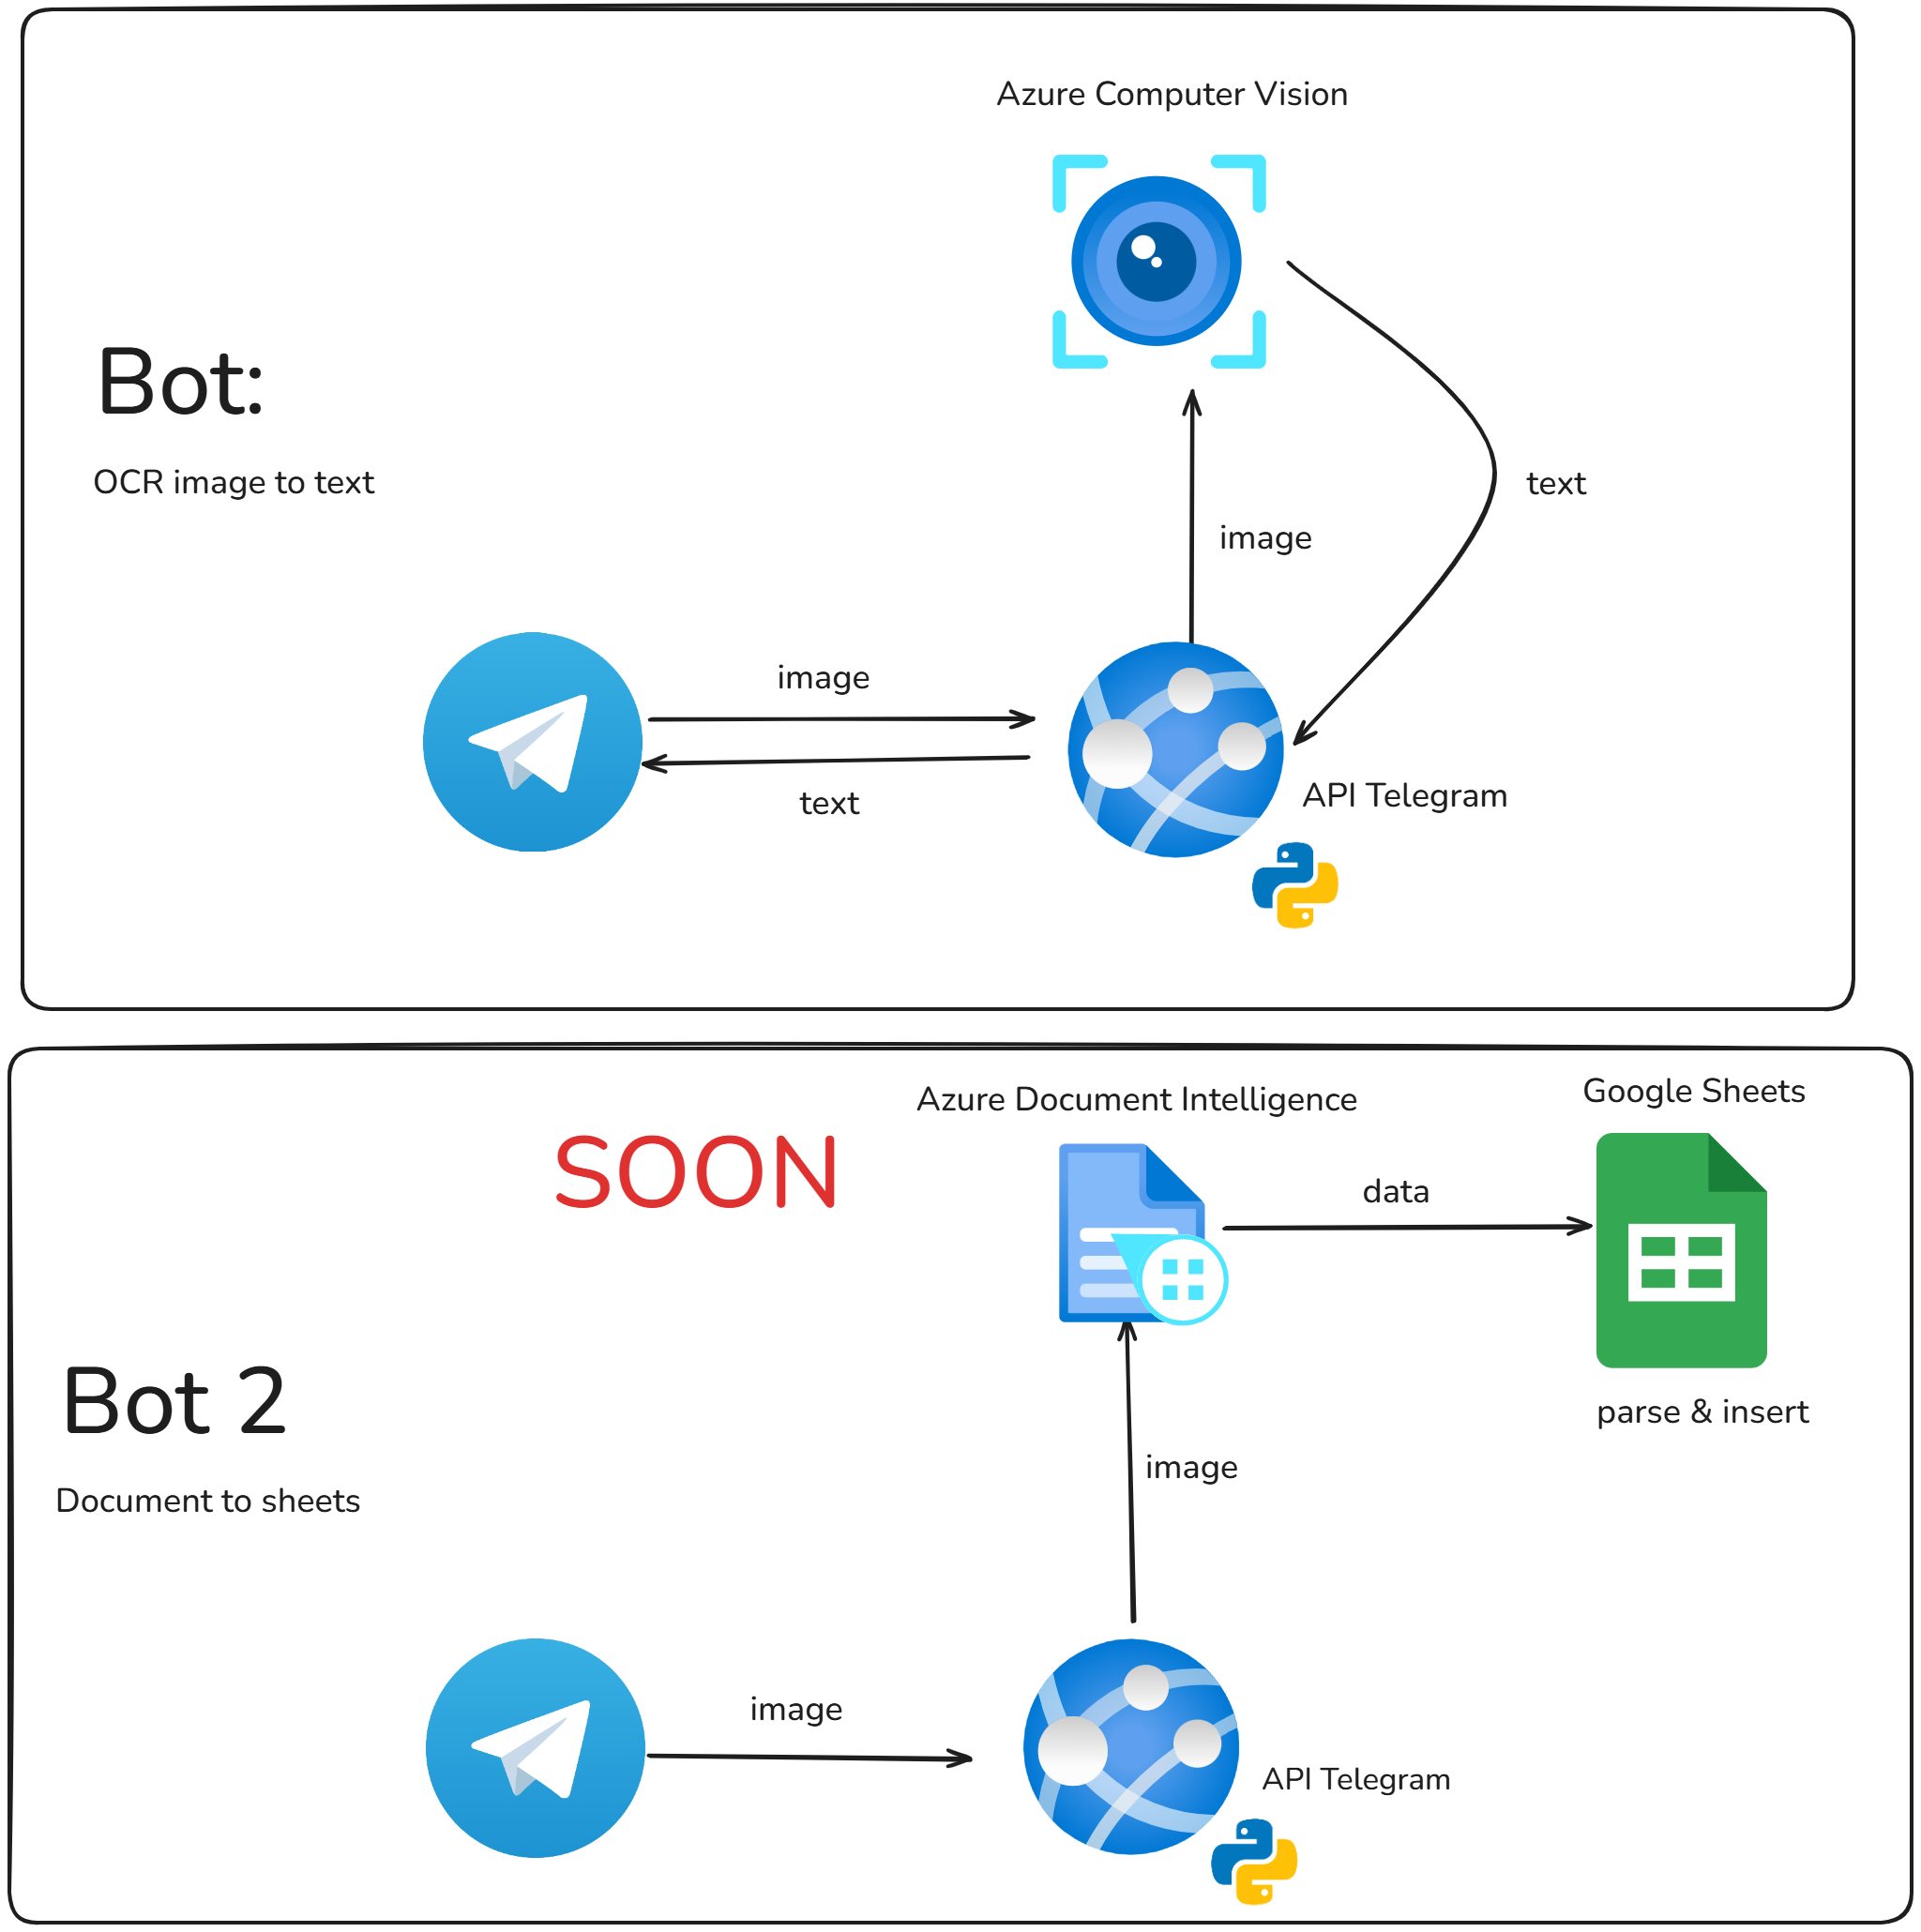 Azure Computer Vision
Bot:
OCR image to text
text
image
image
text
API Telegram
Azure Document Intelligence
Google Sheets
SOON
data
Bot 2
parse & insert
image
Document to sheets
image
API Telegram